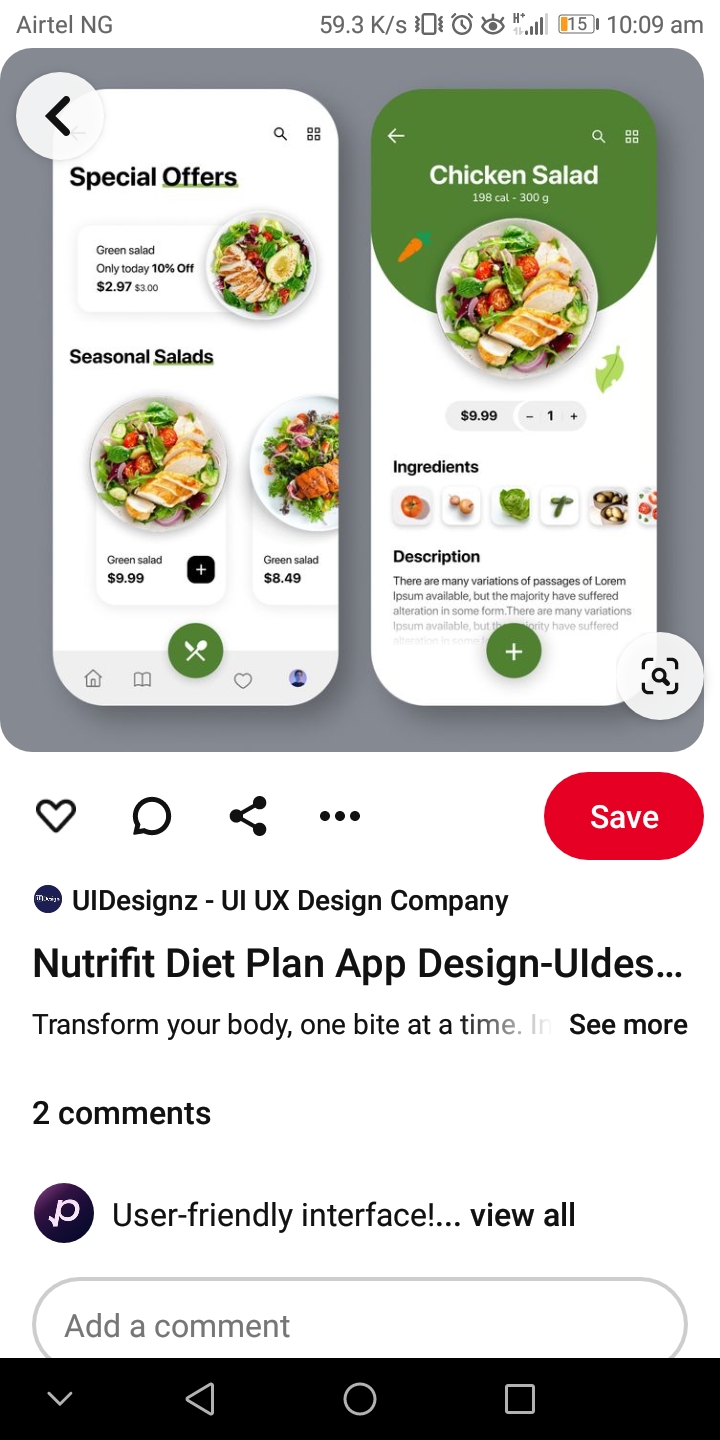 Airtel NG
59.3 K/s
15
10:09 am
Special Offers
Green salad
Only today 10% Off
$2.97 $3.00
Seasonal Salads
Green salad
$9.99
Green salad
$8.49
Chicken Salad
198 cal - 300 g
$9.99
− 1 +
Ingredients
Description
There are many variations of passages of Lorem
Ipsum available, but the majority have suffered
alteration in some form.There are many variations
Ipsum available, but the majority have suffered
alteration in some
Save
UIDesignz - UI UX Design Company
Nutrifit Diet Plan App Design-UIdes...
Transform your body, one bite at a time. In See more
2 comments
User-friendly interface!... view all
Add a comment